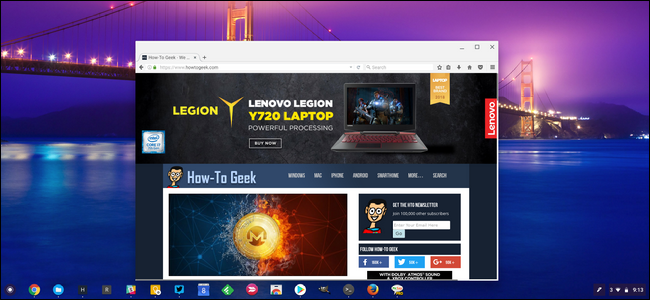 How To Geek - We ...
https://www.howtogeek.com
Search
LEGION
LENOVO LEGION
Y720 LAPTOP
POWERFUL PROCESSING
BUY NOW
LAPTOP
BEST
BRAND
Lenovo
intel
CORE i7
How-To Geek
WINDOWS
MAC
IPHONE
ANDROID
SMARTHOME
MORE...
SEARCH
GET THE HTG NEWSLETTER
Join 100,000 other subscribers
Enter Your Email Here
Go
FOLLOW HOW-TO GEEK
WITH DOLBY ATMOS® SOUND &
XBOX CONTROLLER
8
3
9:13